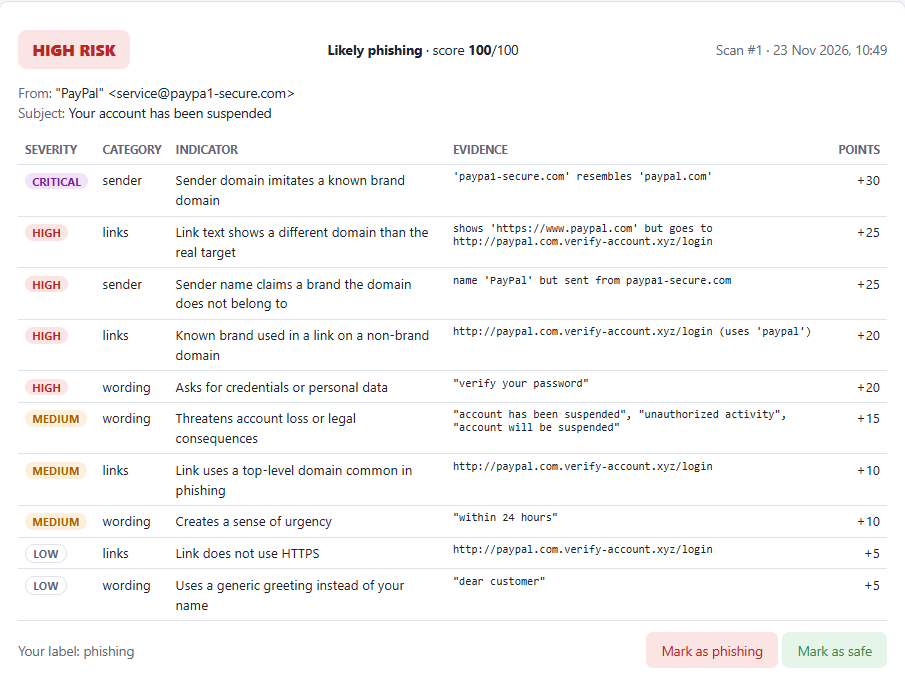 HIGH RISK
Likely phishing · score 100/100
Scan #1 · 23 Nov 2026, 10:49
From: "PayPal" <service@paypa1-secure.com>
Subject: Your account has been suspended
SEVERITY CATEGORY INDICATOR EVIDENCE POINTS
CRITICAL sender Sender domain imitates a known brand 'paypa1-secure.com' resembles 'paypal.com' +30
domain
HIGH links Link text shows a different domain than the shows 'https://www.paypal.com' but goes to +25
real target http://paypal.com.verify-account.xyz/login
HIGH sender Sender name claims a brand the domain name 'PayPal' but sent from paypa1-secure.com +25
does not belong to
HIGH links Known brand used in a link on a non-brand http://paypal.com.verify-account.xyz/login (uses 'paypal') +20
domain
HIGH wording Asks for credentials or personal data "verify your password" +20
MEDIUM wording Threatens account loss or legal "account has been suspended", "unauthorized activity", +15
consequences "account will be suspended"
MEDIUM links Link uses a top-level domain common in http://paypal.com.verify-account.xyz/login +10
phishing
MEDIUM wording Creates a sense of urgency "within 24 hours" +10
LOW links Link does not use HTTPS http://paypal.com.verify-account.xyz/login +5
LOW wording Uses a generic greeting instead of your "dear customer" +5
name
Your label: phishing
Mark as phishing
Mark as safe